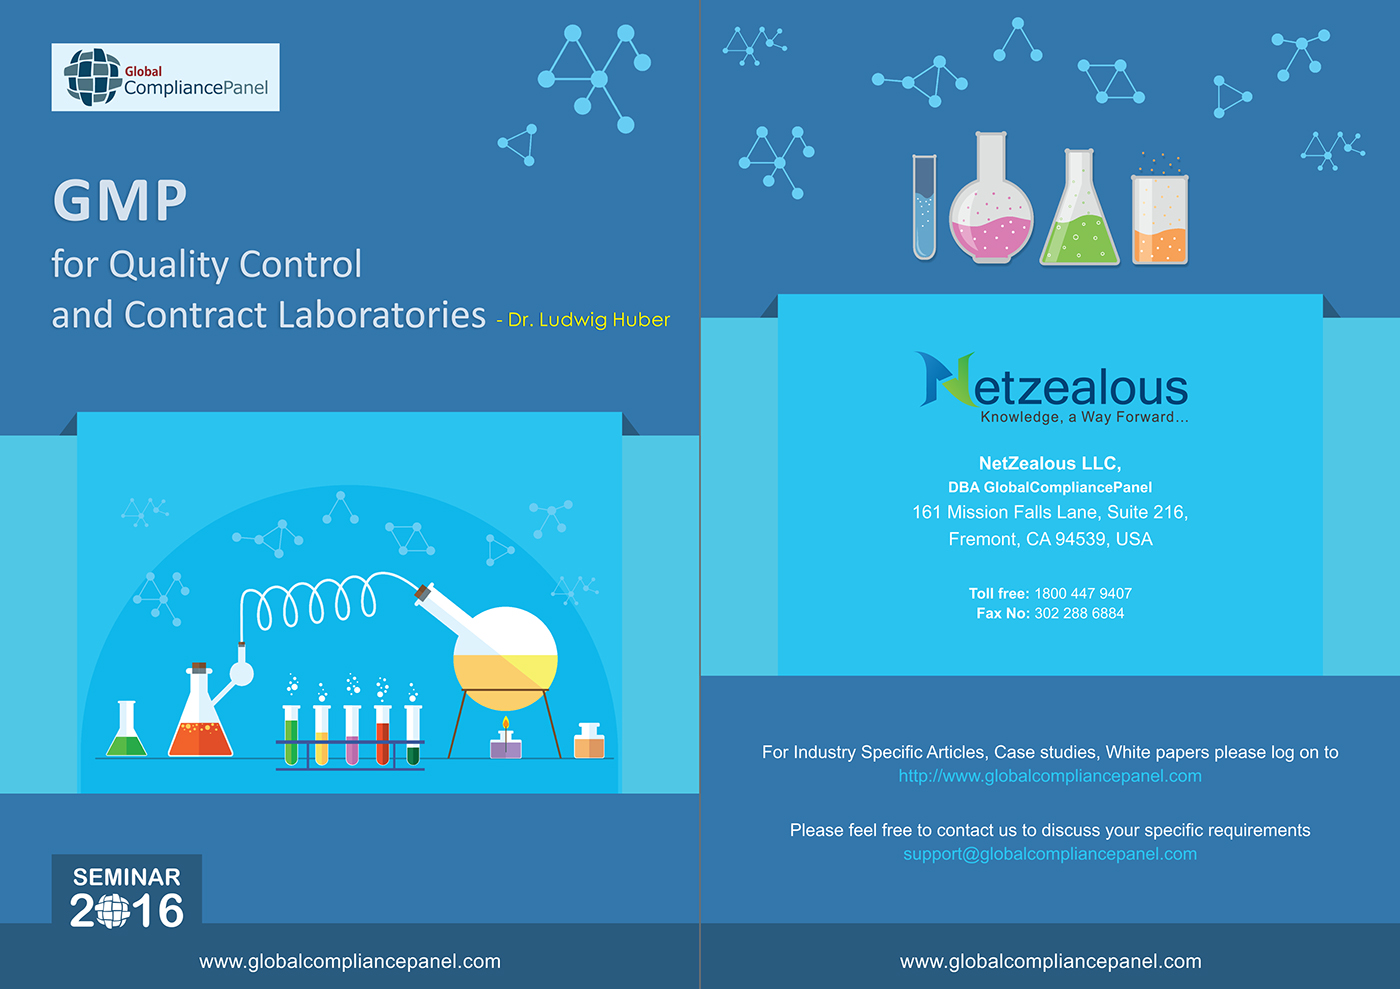 Global
CompliancePanel
GMP
for Quality Control
and Contract Laboratories - Dr. Ludwig Huber
SEMINAR
2016
www.globalcompliancepanel.com
Netzealous
Knowledge, a Way Forward...
NetZealous LLC,
DBA GlobalCompliancePanel
161 Mission Falls Lane, Suite 216,
Fremont, CA 94539, USA
Toll free: 1800 447 9407
Fax No: 302 288 6884
For Industry Specific Articles, Case studies, White papers please log on to
http://www.globalcompliancepanel.com
Please feel free to contact us to discuss your specific requirements
support@globalcompliancepanel.com
www.globalcompliancepanel.com